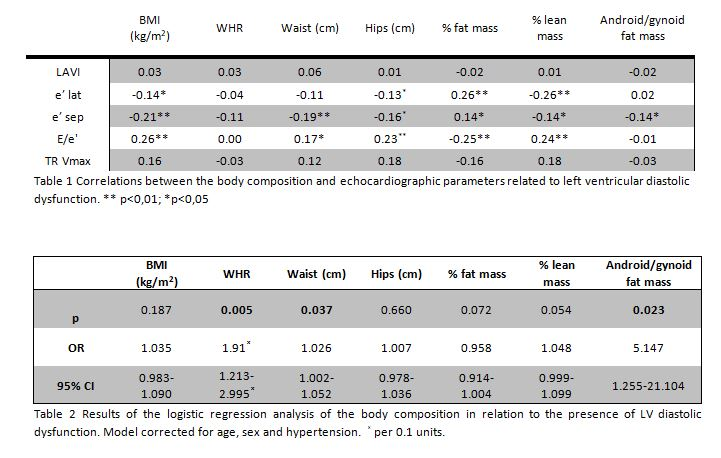 BMI (kg/m²) WHR Waist (cm) Hips (cm) % fat mass % lean mass Android/gynoid fat mass
LAVI 0.03 0.03 0.06 0.01 -0.02 0.01 -0.02
e′ lat -0.14* -0.04 -0.11 -0.13* 0.26** -0.26** 0.02
e′ sep -0.21** -0.11 -0.19** -0.16* 0.14* -0.14* -0.14*
E/e' 0.26** 0.00 0.17* 0.23** -0.25** 0.24** -0.01
TR Vmax 0.16 -0.03 0.12 0.18 -0.16 0.18 -0.03
Table 1 Correlations between the body composition and echocardiographic parameters related to left ventricular diastolic
dysfunction. ** p<0,01; *p<0,05
BMI (kg/m²) WHR Waist (cm) Hips (cm) % fat mass % lean mass Android/gynoid fat mass
p 0.187 0.005 0.037 0.660 0.072 0.054 0.023
OR 1.035 1.91* 1.026 1.007 0.958 1.048 5.147
95% CI 0.983-1.090 1.213-2.995* 1.002-1.052 0.978-1.036 0.914-1.004 0.999-1.099 1.255-21.104
Table 2 Results of the logistic regression analysis of the body composition in relation to the presence of LV diastolic
dysfunction. Model corrected for age, sex and hypertension. * per 0.1 units.